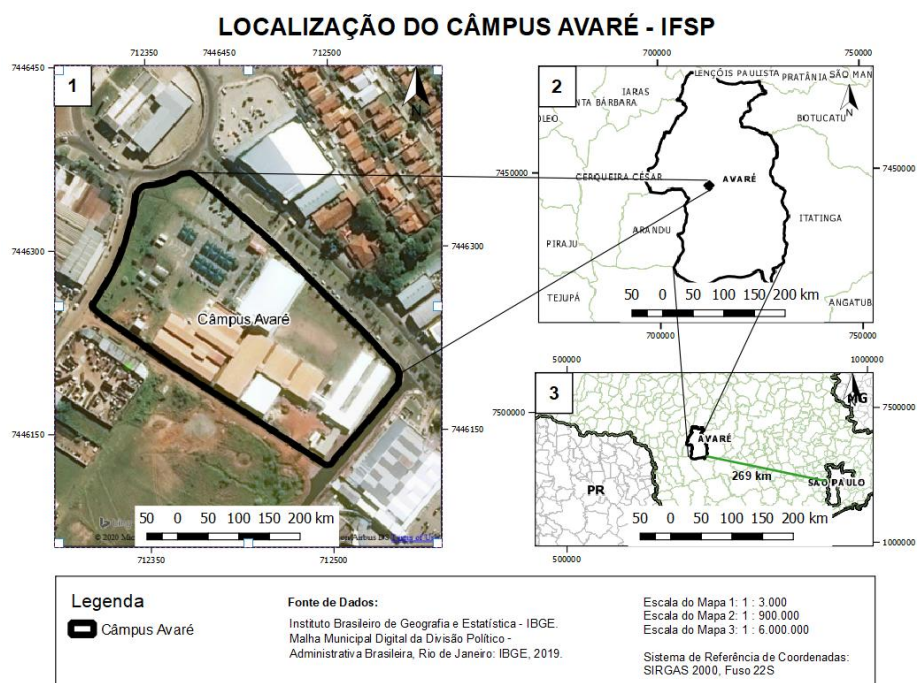 LOCALIZAÇÃO DO CÂMPUS AVARÉ - IFSP
712350 7446450 712500
7446450
1
7446300
7446300
Câmpus Avaré
7446150
7446150
50 0 50 100 150 200 km
712350 712500
700000 750000
2
LENÇÓIS PAULISTA PRATÂNIA SÃO MAN
IARAS
NTA BÁRBARA
BOTUCATU
OLEO
N
7450000
7450000
CERQUEIRA CÉSAR
AVARÉ
ITATINGA
ARANDU
PIRAJU
TEJUPÁ
ANGATUB
50 0 50 100 150 200 km
700000 750000
500000 1000000
3
MG
7500000
7500000
AVARÉ
269 km
SÃO PAULO
PR
50 0 50 100 150 200 km
500000
1000000
Legenda
Câmpus Avaré
Fonte de Dados:
Instituto Brasileiro de Geografia e Estatística - IBGE.
Malha Municipal Digital da Divisão Político -
Administrativa Brasileira, Rio de Janeiro: IBGE, 2019.
Escala do Mapa 1: 1 : 3.000
Escala do Mapa 2: 1 : 900.000
Escala do Mapa 3: 1 : 6.000.000
Sistema de Referência de Coordenadas:
SIRGAS 2000, Fuso 22S